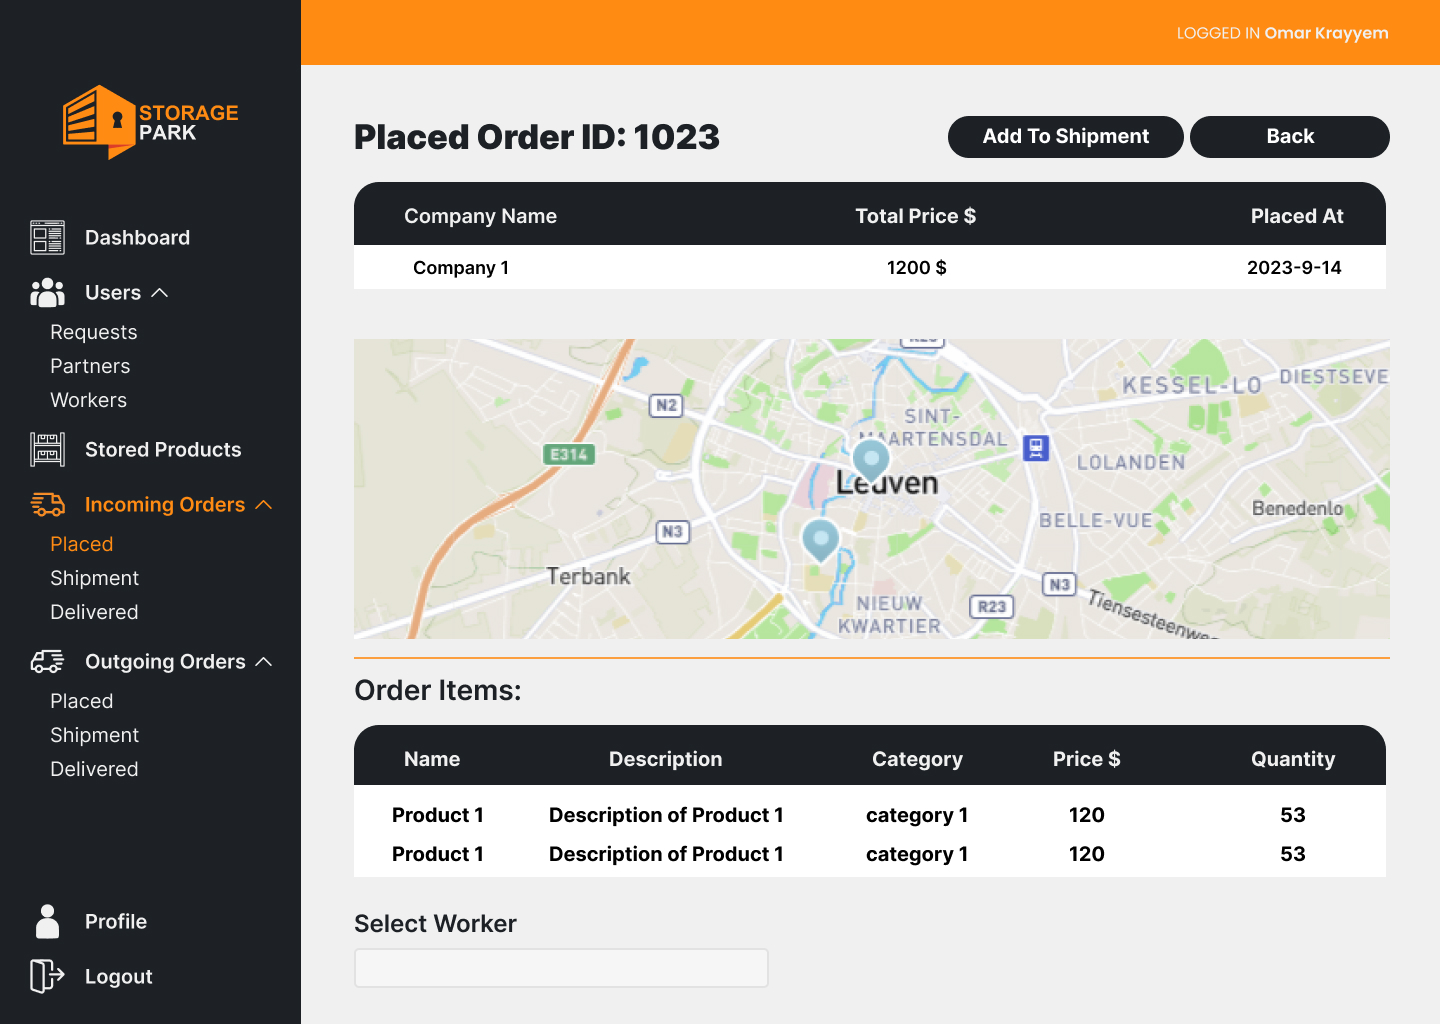 LOGGED IN Omar Krayyem
STORAGE
PARK
Dashboard
Users
Requests
Partners
Workers
Stored Products
Incoming Orders
Placed
Shipment
Delivered
Outgoing Orders
Placed
Shipment
Delivered
Profile
Logout
Placed Order ID: 1023
Add To Shipment
Back
Company Name Total Price $ Placed At
Company 1 1200 $ 2023-9-14
N2
KESSEL-LO
DIESTSEVE
SINT-
MAARTENSDAL
E314
LOLANDEN
Leuven
Benedenlo
BELLE-VUE
N3
Terbank
N3
R23
NIEUW
KWARTIER
Order Items:
Name Description Category Price $ Quantity
Product 1 Description of Product 1 category 1 120 53
Product 1 Description of Product 1 category 1 120 53
Select Worker